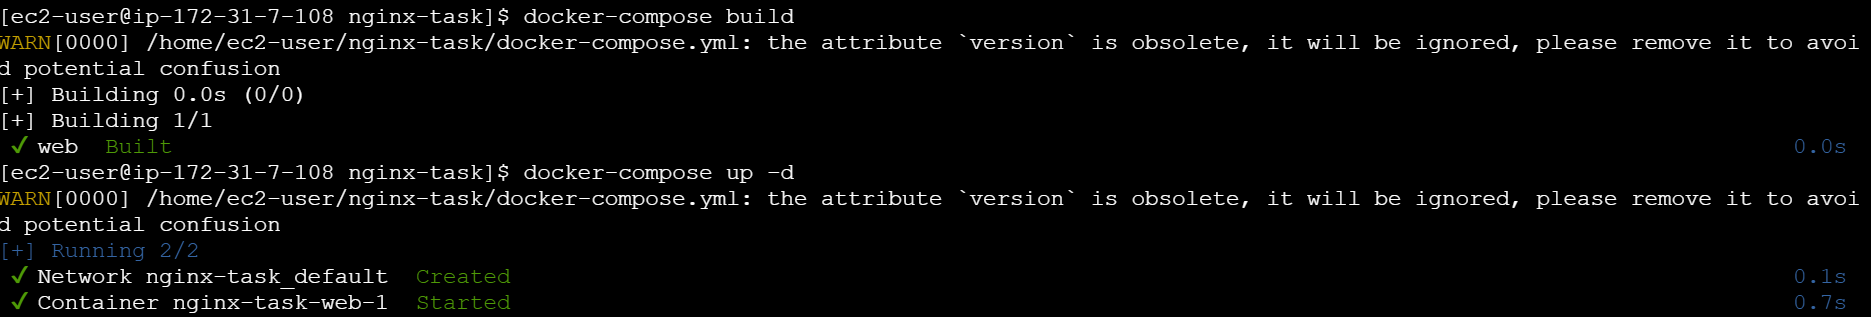 [ec2-user@ip-172-31-7-108 nginx-task]$ docker-compose build
WARN[0000] /home/ec2-user/nginx-task/docker-compose.yml: the attribute `version` is obsolete, it will be ignored, please remove it to avoi
d potential confusion
[+] Building 0.0s (0/0)
[+] Building 1/1
✓ web  Built 0.0s
[ec2-user@ip-172-31-7-108 nginx-task]$ docker-compose up -d
WARN[0000] /home/ec2-user/nginx-task/docker-compose.yml: the attribute `version` is obsolete, it will be ignored, please remove it to avoi
d potential confusion
[+] Running 2/2
✓ Network nginx-task_default  Created 0.1s
✓ Container nginx-task-web-1  Started 0.7s